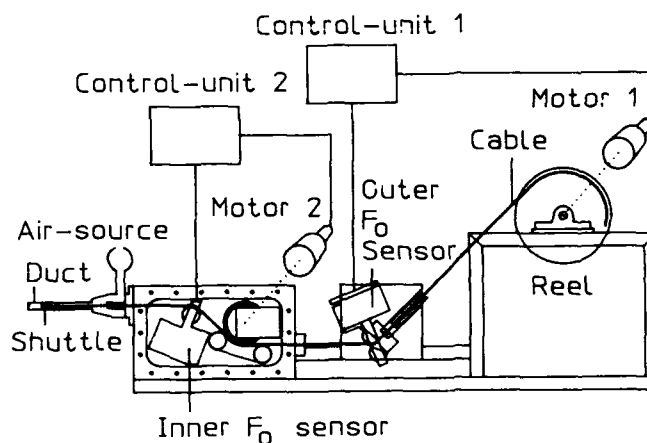 Control-unit 1
Control-unit 2
Motor 1
Cable
Outer
F0
Sensor
Motor 2
Air-source
Duct
Shuttle
Reel
Inner F0 sensor